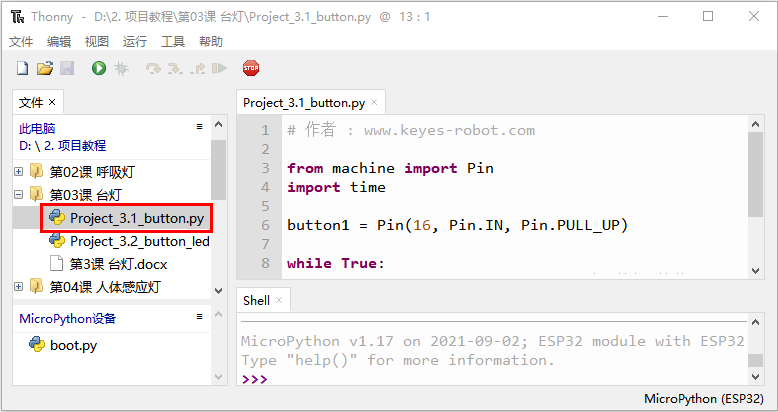 Thonny - D:\2. 项目教程\第03课 台灯\Project_3.1_button.py @ 13 : 1
文件 编辑 视图 运行 工具 帮助
STOP
文件 ×
此电脑
D: \ 2. 项目教程
第02课 呼吸灯
第03课 台灯
Project_3.1_button.py
Project_3.2_button_led
第3课 台灯.docx
第04课 人体感应灯
MicroPython设备
boot.py
Project_3.1_button.py ×
1 # 作者 : www.keyes-robot.com
2
3 from machine import Pin
4 import time
5
6 button1 = Pin(16, Pin.IN, Pin.PULL_UP)
7
8 while True:
Shell ×
MicroPython v1.17 on 2021-09-02; ESP32 module with ESP32
Type "help()" for more information.
>>>
MicroPython (ESP32)